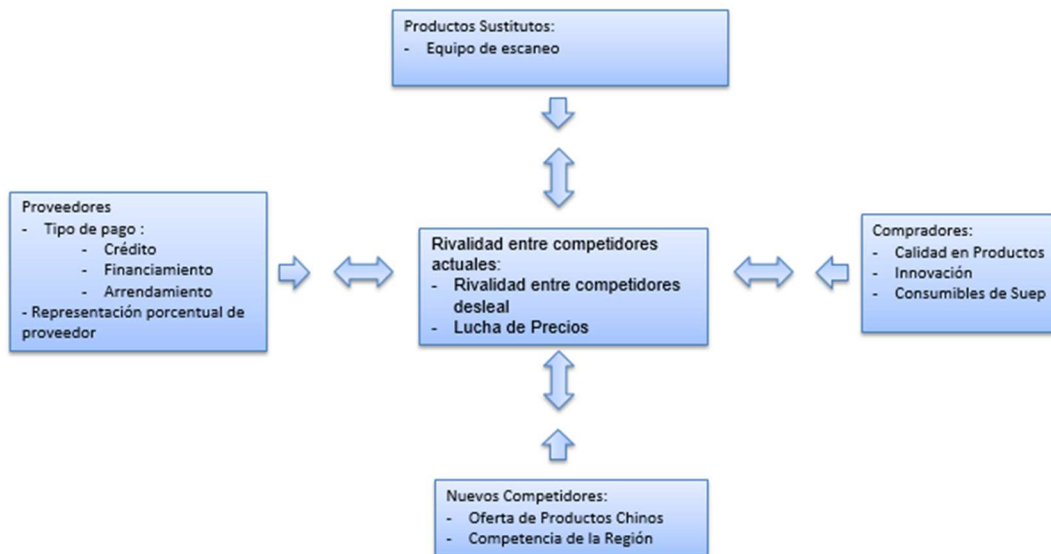 Productos Sustitutos:
- Equipo de escaneo
Proveedores
- Tipo de pago :
- Crédito
- Financiamiento
- Arrendamiento
- Representación porcentual de
proveedor
Rivalidad entre competidores
actuales:
- Rivalidad entre competidores
desleal
- Lucha de Precios
Compradores:
- Calidad en Productos
- Innovación
- Consumibles de Suep
Nuevos Competidores:
- Oferta de Productos Chinos
- Competencia de la Región